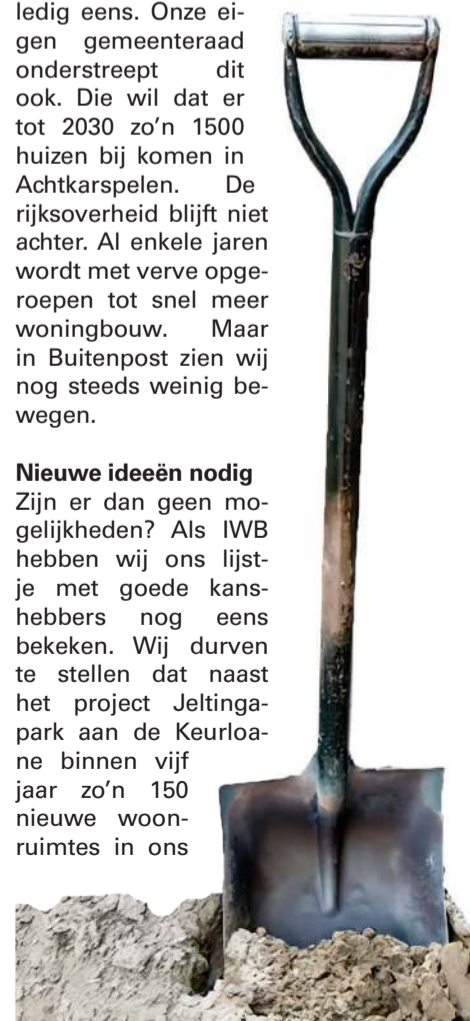 ledig eens. Onze ei-
gen gemeenteraad
onderstreept dit
ook. Die wil dat er
tot 2030 zo’n 1500
huizen bij komen in
Achtkarspelen. De
rijksoverheid blijft niet
achter. Al enkele jaren
wordt met verve opge-
roepen tot snel meer
woningbouw. Maar
in Buitenpost zien wij
nog steeds weinig be-
wegen.
Nieuwe ideeën nodig
Zijn er dan geen mo-
gelijkheden? Als IWB
hebben wij ons lijst-
je met goede kans-
hebbers nog eens
bekeken. Wij durven
te stellen dat naast
het project Jeltinga-
park aan de Keurloa-
ne binnen vijf
jaar zo’n 150
nieuwe woon-
ruimtes in ons